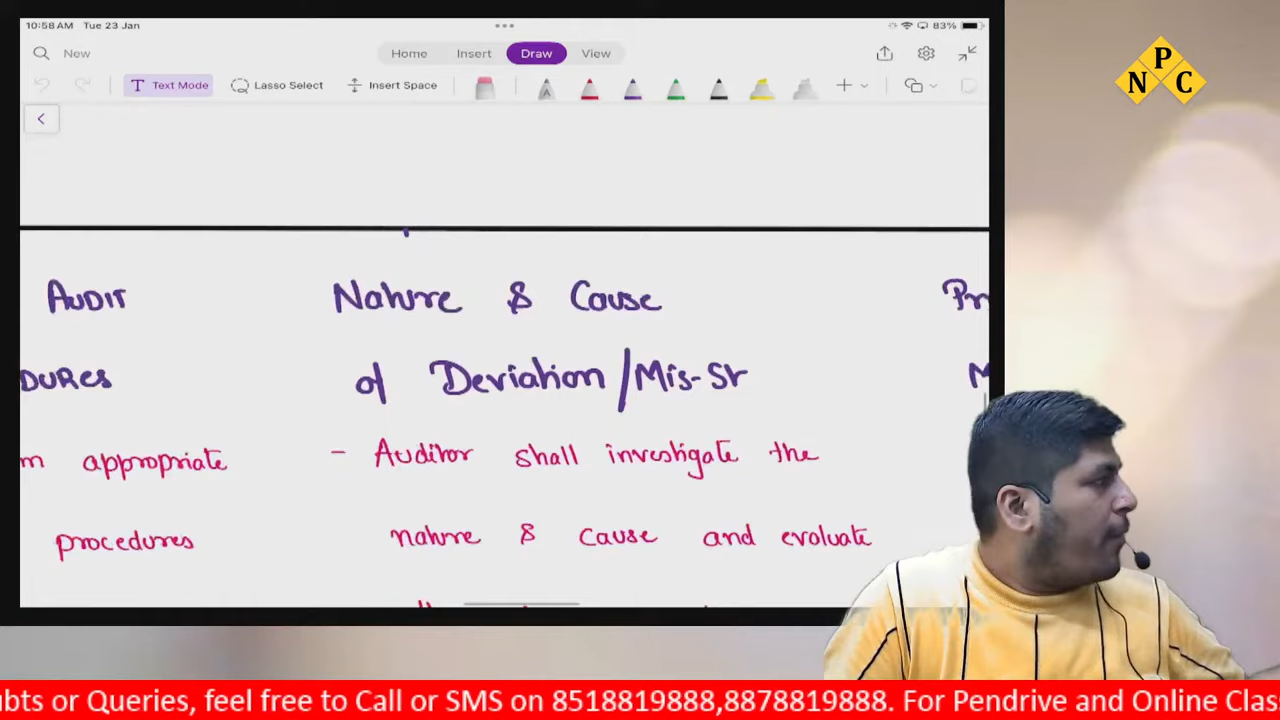 10:58 AM Tue 23 Jan
83%
New
Home Insert Draw View
Text Mode Lasso Select Insert Space
N P C
AUDIT Nature & Cause Pr
DURES of Deviation/Mis-St M
m appropriate - Auditor shall investigate the
procedures nature & cause and evaluate
ubts or Queries, feel free to Call or SMS on 8518819888,8878819888. For Pendrive and Online Clas